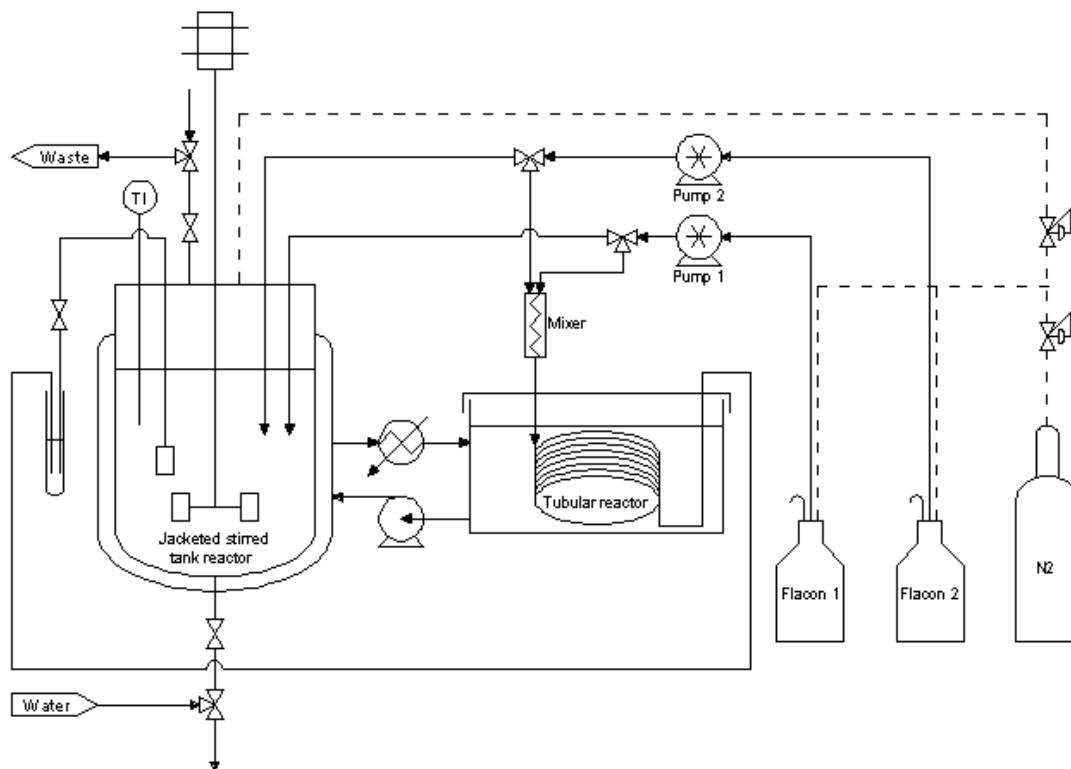 Waste
TI
Pump 2
Pump 1
Mixer
Tubular reactor
Jacketed stirred
tank reactor
Flacon 1
Flacon 2
N2
Water